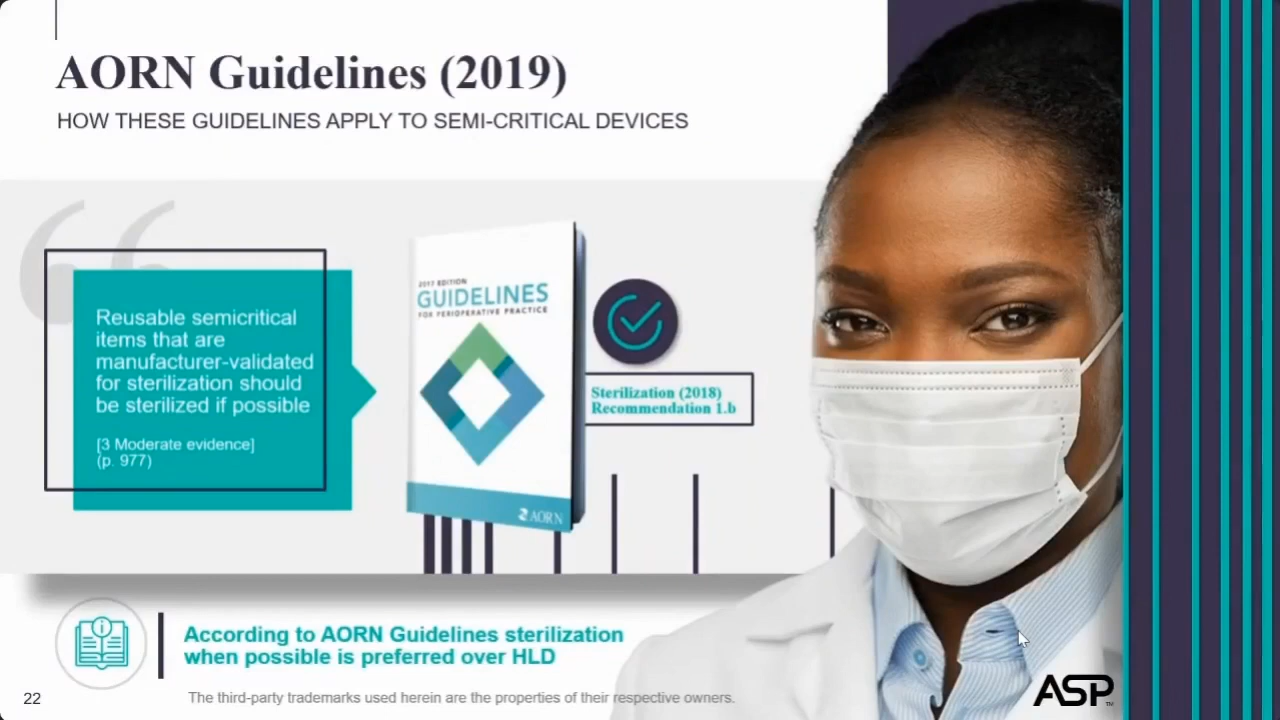 AORN Guidelines (2019)
HOW THESE GUIDELINES APPLY TO SEMI-CRITICAL DEVICES
“
Reusable semicritical
items that are
manufacturer-validated
for sterilization should
be sterilized if possible
[3 Moderate evidence]
(p. 977)
2017 EDITION
GUIDELINES
FOR PERIOPERATIVE PRACTICE
AORN
Sterilization (2018)
Recommendation 1.b
According to AORN Guidelines sterilization
when possible is preferred over HLD
22
The third-party trademarks used herein are the properties of their respective owners.
ASP™